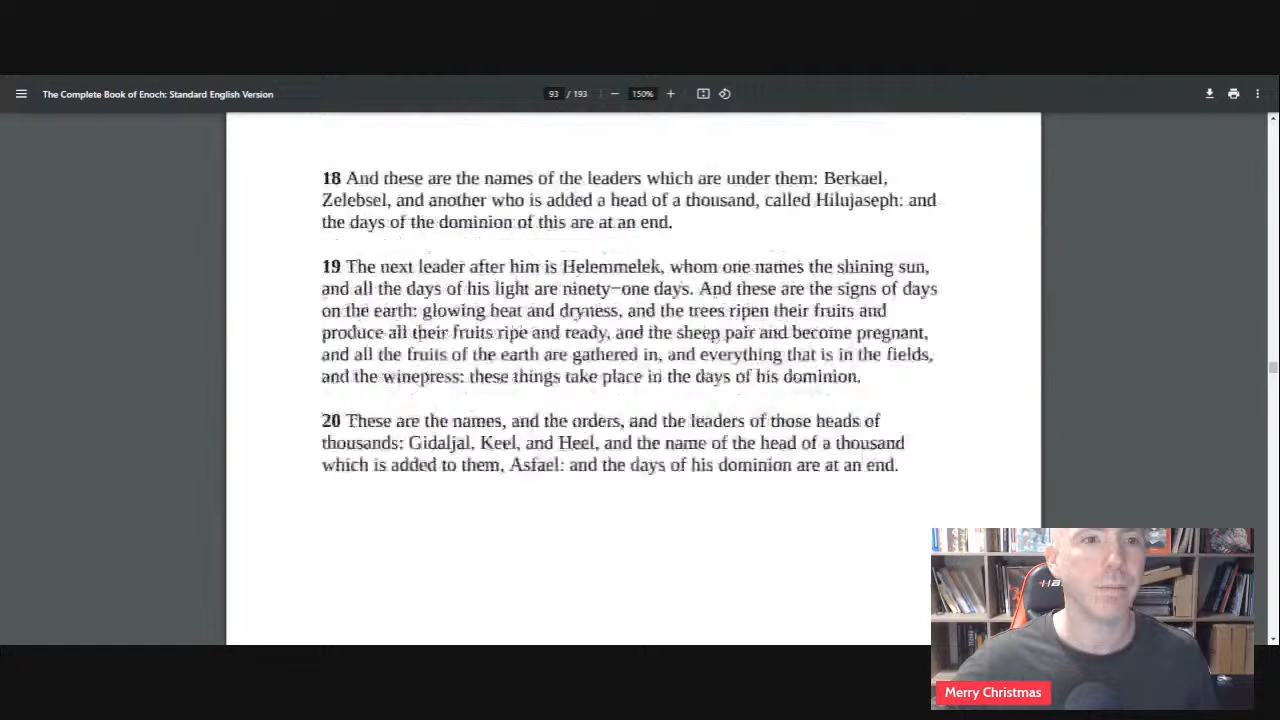 The Complete Book of Enoch: Standard English Version
93 / 193
150%
18 And these are the names of the leaders which are under them: Berkael,
Zelebsel, and another who is added a head of a thousand, called Hilujaseph: and
the days of the dominion of this are at an end.
19 The next leader after him is Helemmelek, whom one names the shining sun,
and all the days of his light are ninety-one days. And these are the signs of days
on the earth: glowing heat and dryness, and the trees ripen their fruits and
produce all their fruits ripe and ready, and the sheep pair and become pregnant,
and all the fruits of the earth are gathered in, and everything that is in the fields,
and the winepress: these things take place in the days of his dominion.
20 These are the names, and the orders, and the leaders of those heads of
thousands: Gidaljal, Keel, and Heel, and the name of the head of a thousand
which is added to them, Asfael: and the days of his dominion are at an end.
Merry Christmas